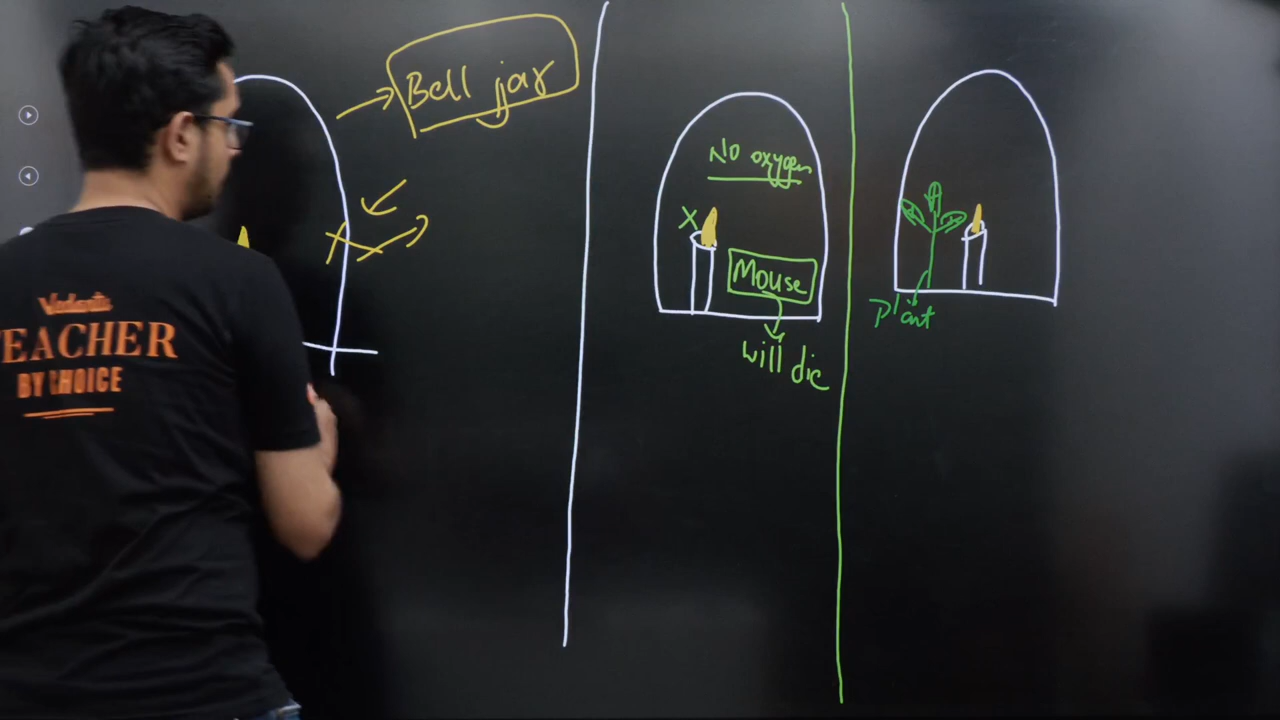 Bell jar
No oxygen
X
Mouse
will die
Plant
Vedantu
TEACHER
BY CHOICE